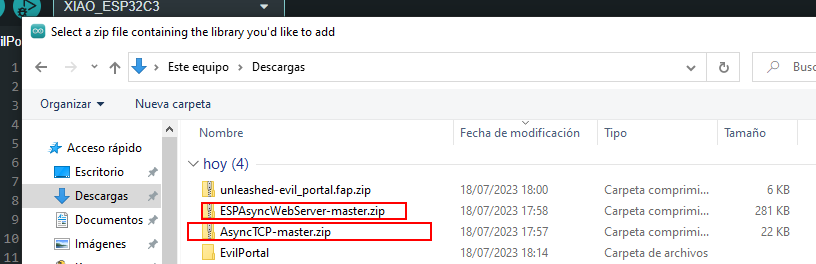 XIAO_ESP32C3
Select a zip file containing the library you'd like to add
ilPo
1
2
3
4
5
6
7
8
9
10
11
Este equipo > Descargas
Busc
Organizar
Nueva carpeta
Acceso rápido
Escritorio
Descargas
Documentos
Imágenes
Nombre
Fecha de modificación
Tipo
Tamaño
hoy (4)
unleashed-evil_portal.fap.zip 18/07/2023 18:00 Carpeta comprimi... 6 KB
ESPAsyncWebServer-master.zip 18/07/2023 17:58 Carpeta comprimi... 281 KB
AsyncTCP-master.zip 18/07/2023 17:57 Carpeta comprimi... 22 KB
EvilPortal 18/07/2023 18:14 Carpeta de archivos